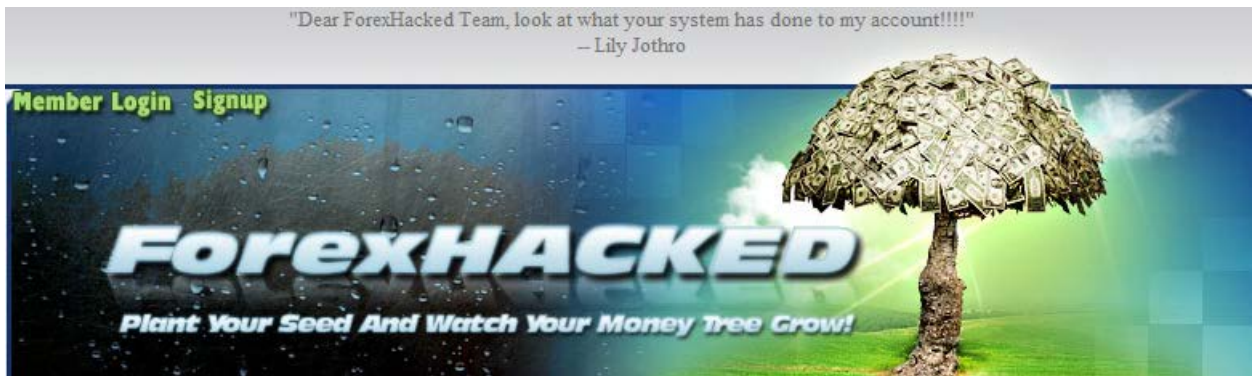 "Dear ForexHacked Team, look at what your system has done to my account!!!!"
-- Lily Jothro
Member Login Signup
ForexHACKED
Plant Your Seed And Watch Your Money Tree Grow!